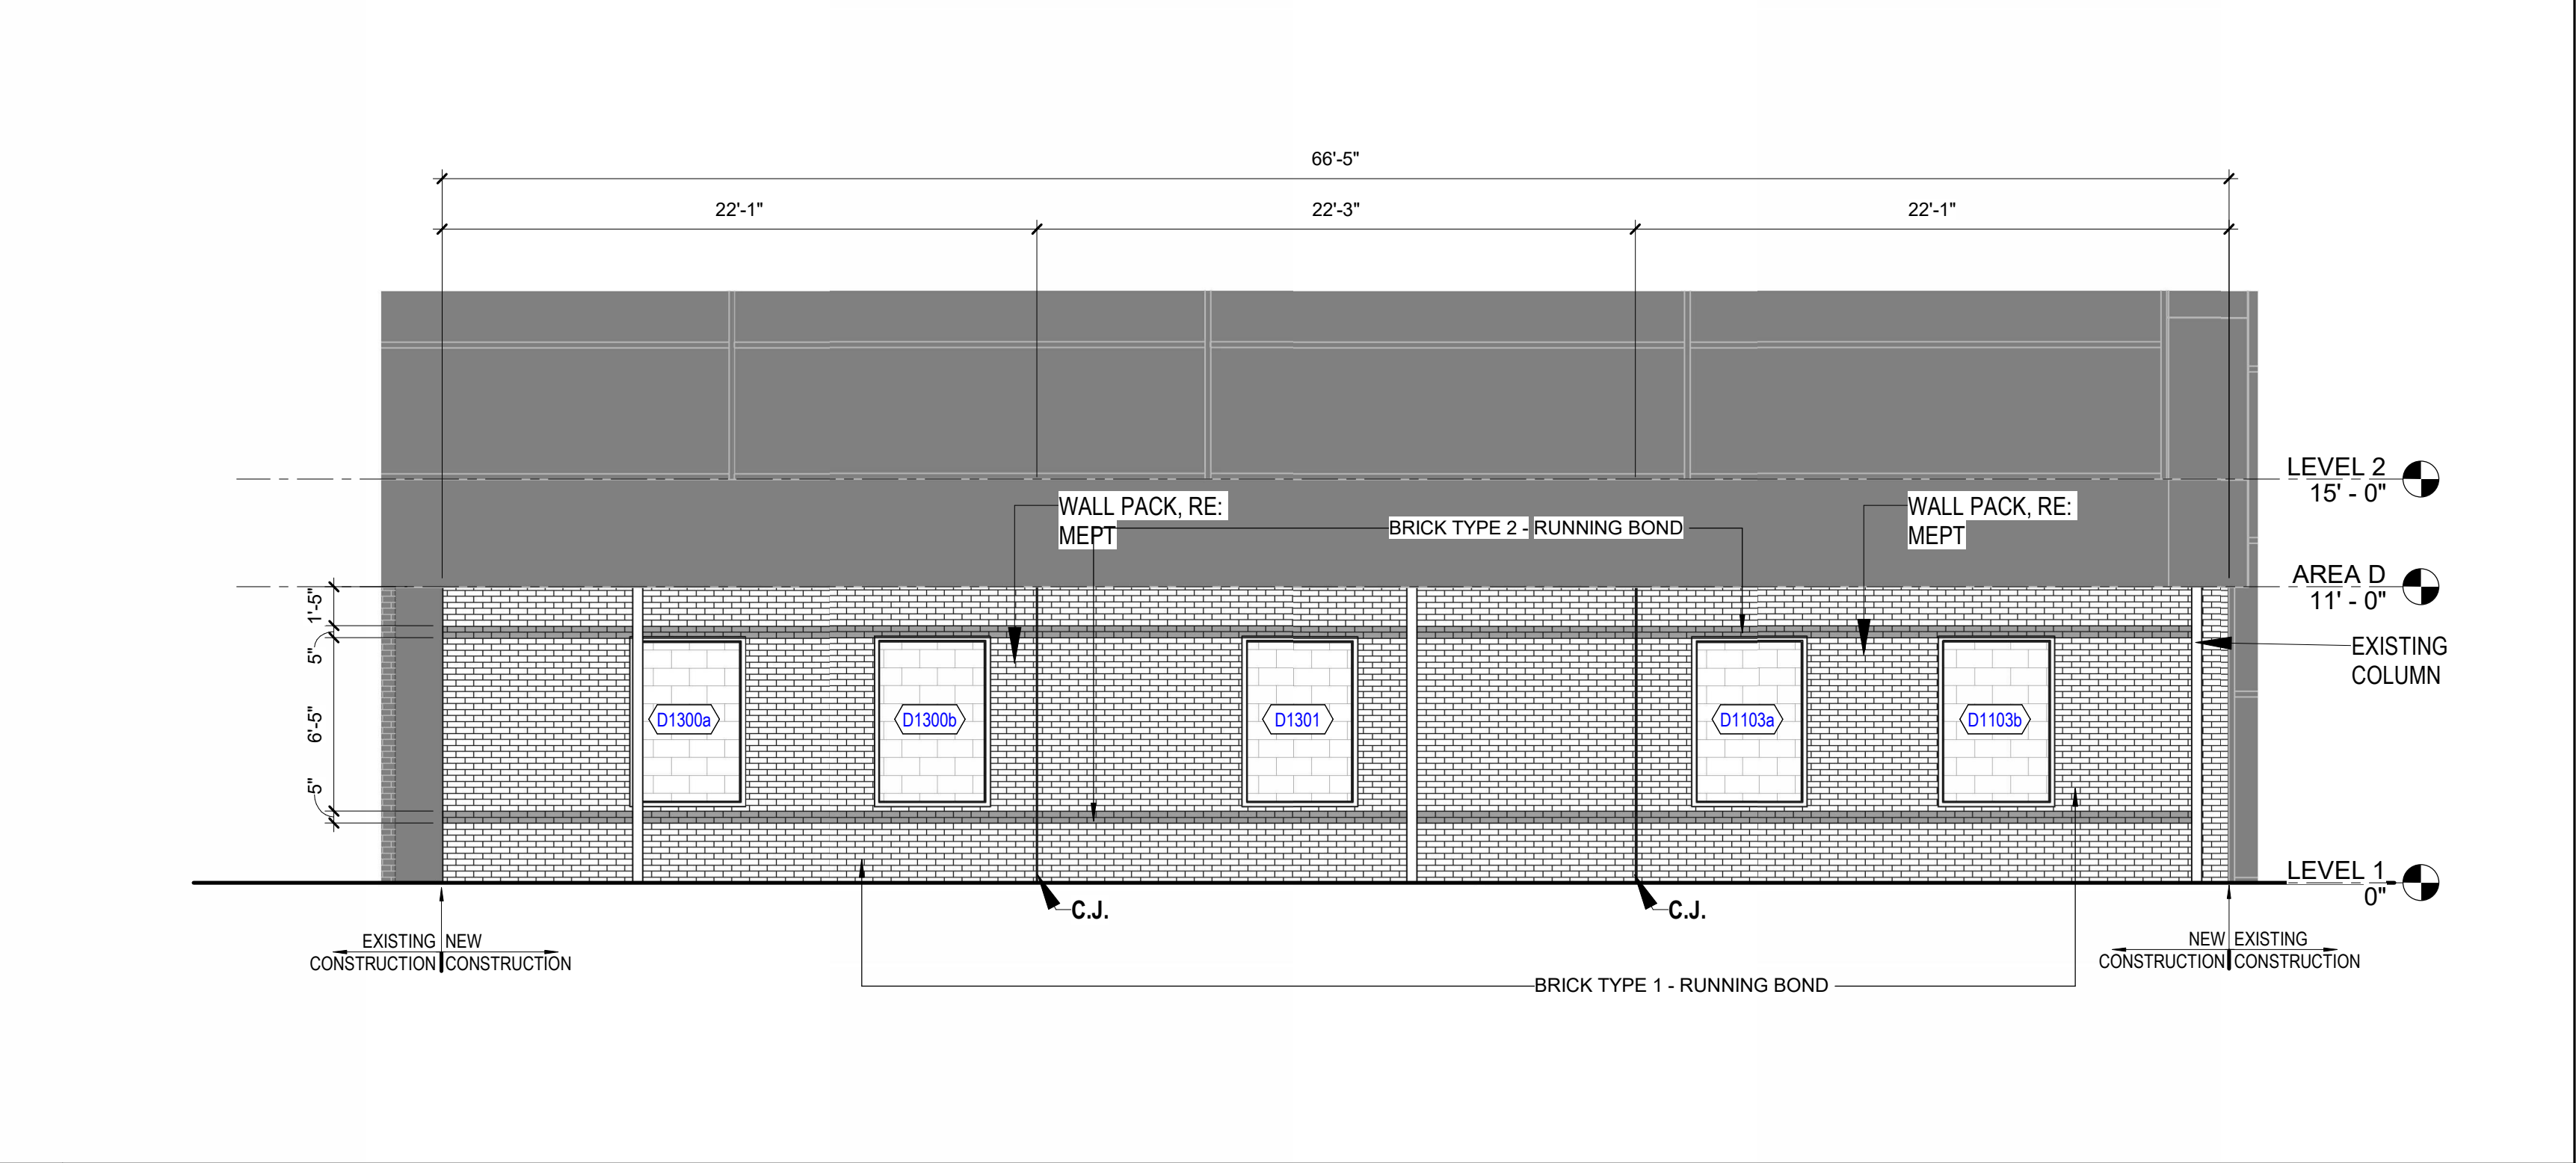 66'-5"
22'-1"
22'-3"
22'-1"
LEVEL 2
15' - 0"
WALL PACK, RE:
MEPT
BRICK TYPE 2 - RUNNING BOND
WALL PACK, RE:
MEPT
AREA D
11' - 0"
1'-5"
5"
6'-5"
5"
EXISTING
COLUMN
D1300a
D1300b
D1301
D1103a
D1103b
LEVEL 1
0"
C.J.
C.J.
EXISTING NEW
CONSTRUCTION CONSTRUCTION
NEW EXISTING
CONSTRUCTION CONSTRUCTION
BRICK TYPE 1 - RUNNING BOND